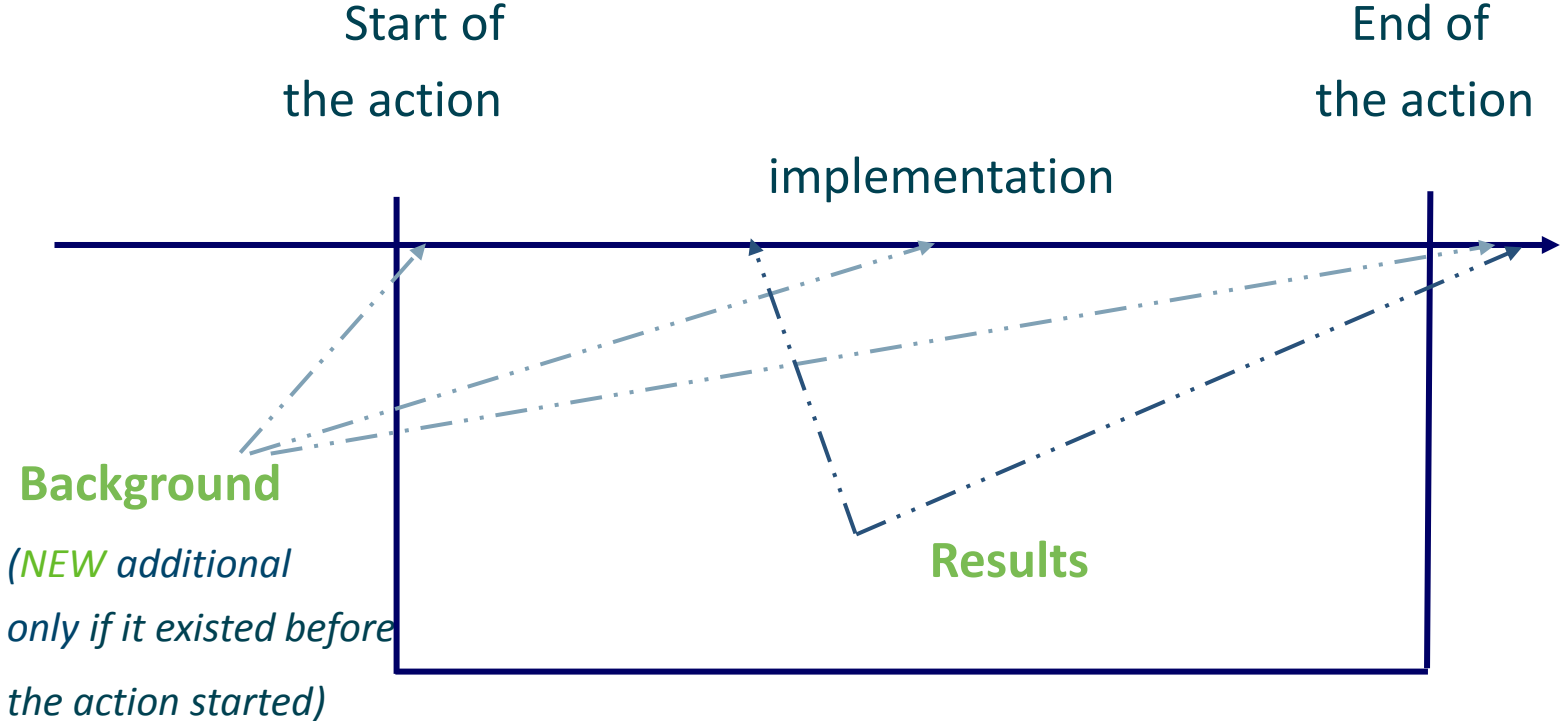 Start of
the action
End of
the action
implementation
Background
(NEW additional
only if it existed before
the action started)
Results